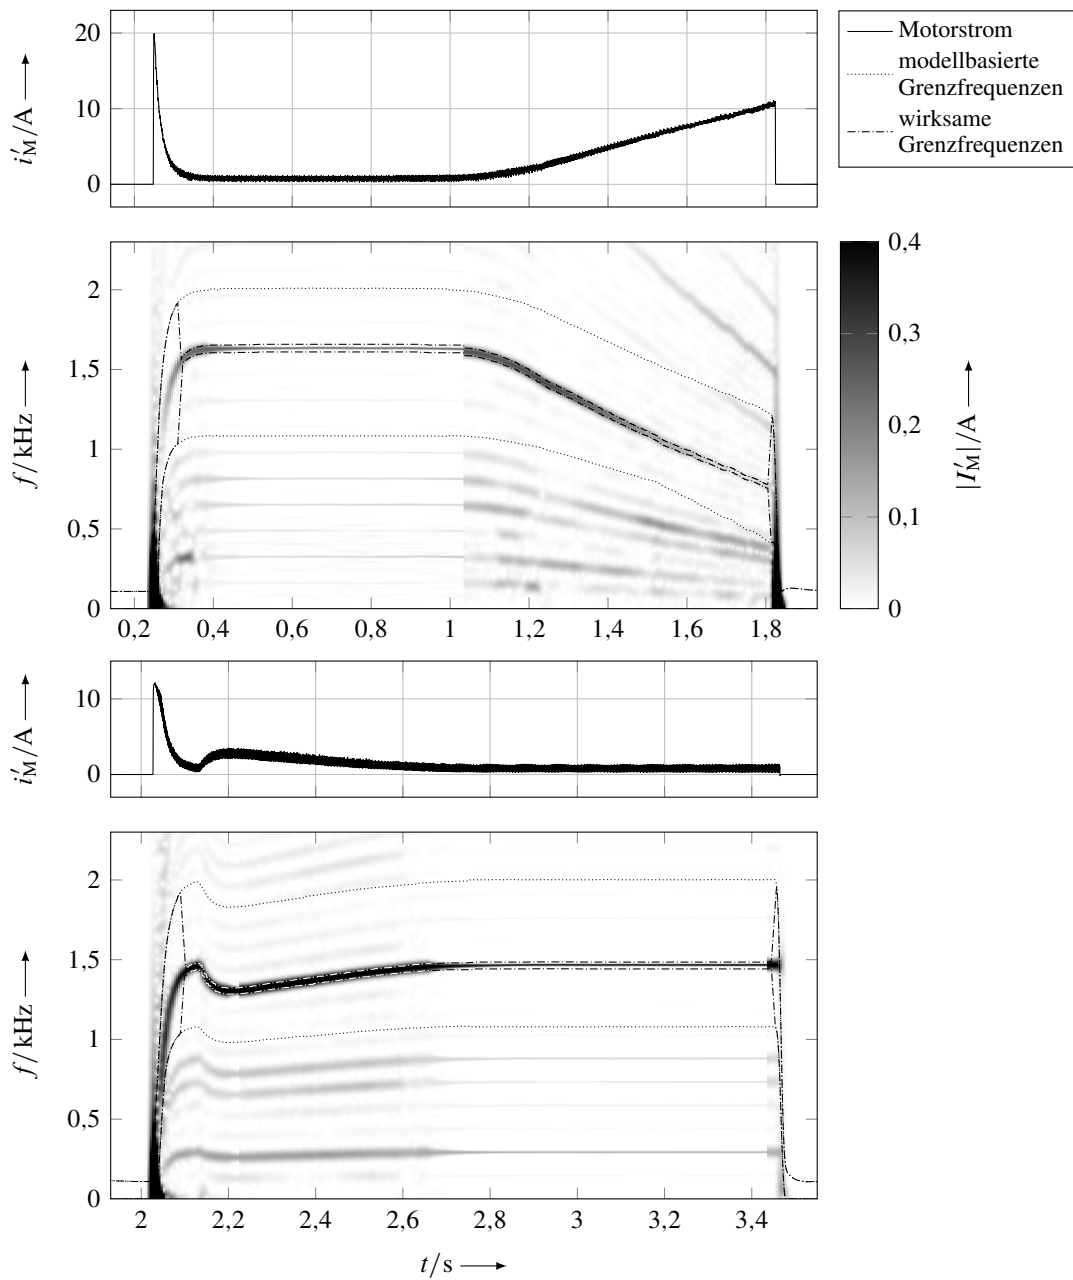 20
10
0
i′M/A
Motorstrom
modellbasierte
Grenzfrequenzen
wirksame
Grenzfrequenzen
2
1,5
1
0,5
0
f/kHz
0,2 0,4 0,6 0,8 1 1,2 1,4 1,6 1,8
0,4
0,3
0,2
0,1
0
|I′M|/A
10
0
i′M/A
2
1,5
1
0,5
0
f/kHz
2 2,2 2,4 2,6 2,8 3 3,2 3,4
t/s